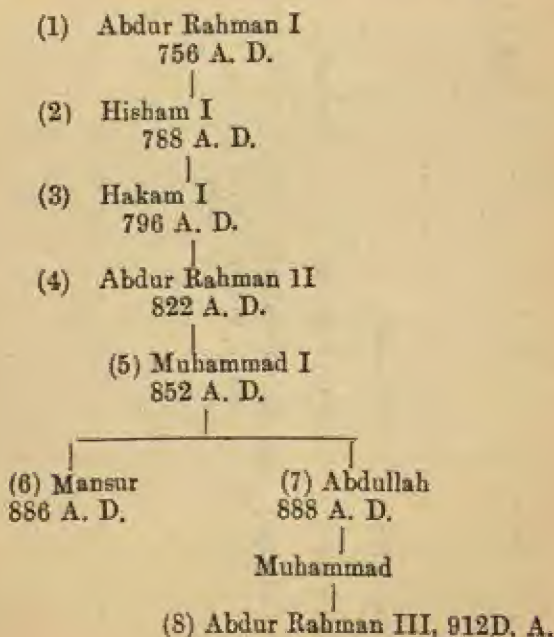 (1) Abdur Rahman I
756 A. D.
(2) Hisham I
788 A. D.
(3) Hakam I
796 A. D.
(4) Abdur Rahman II
822 A. D.
(5) Muhammad I
852 A. D.
(6) Mansur (7) Abdullah
886 A. D. 888 A. D.
Muhammad
(8) Abdur Rahman III, 912D. A.